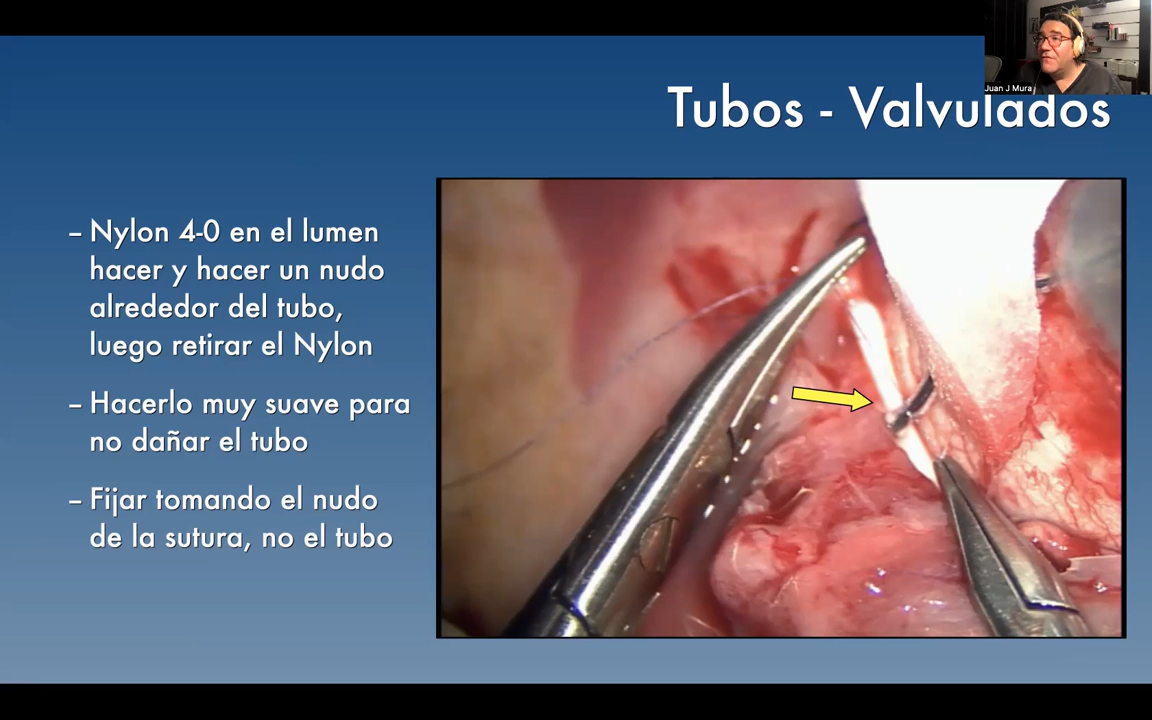 Juan J Mura
Tubos - Valvulados
– Nylon 4-0 en el lumen
hacer y hacer un nudo
alrededor del tubo,
luego retirar el Nylon
– Hacerlo muy suave para
no dañar el tubo
– Fijar tomando el nudo
de la sutura, no el tubo